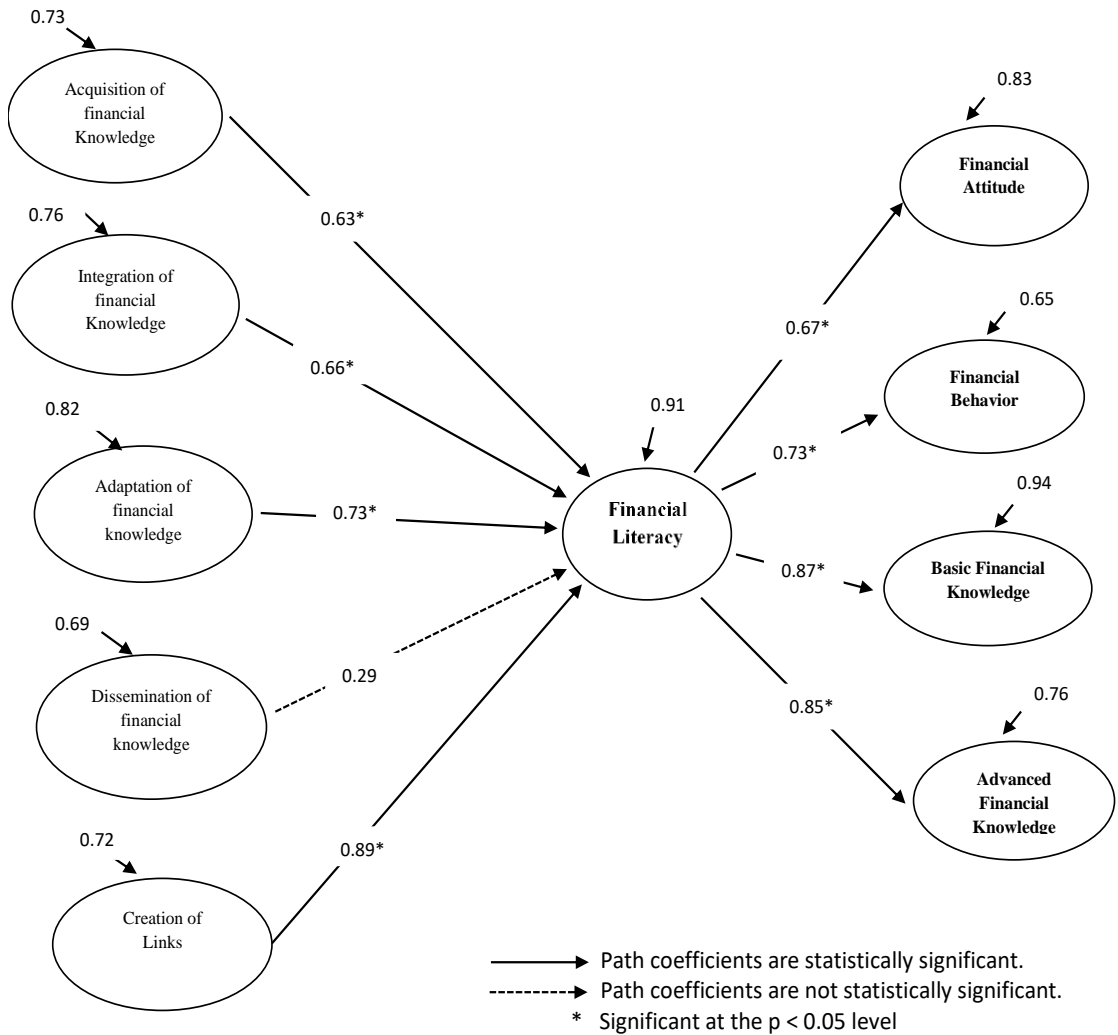 0.73
Acquisition of
financial
Knowledge
0.63*
0.76
Integration of
financial
Knowledge
0.66*
0.82
Adaptation of
financial
knowledge
0.73*
0.69
Dissemination of
financial
knowledge
0.29
0.72
Creation of
Links
0.89*
0.91
Financial
Literacy
0.83
Financial
Attitude
0.67*
0.65
Financial
Behavior
0.73*
0.94
Basic Financial
Knowledge
0.87*
0.76
Advanced
Financial
Knowledge
0.85*
Path coefficients are statistically significant.
Path coefficients are not statistically significant.
* Significant at the p < 0.05 level